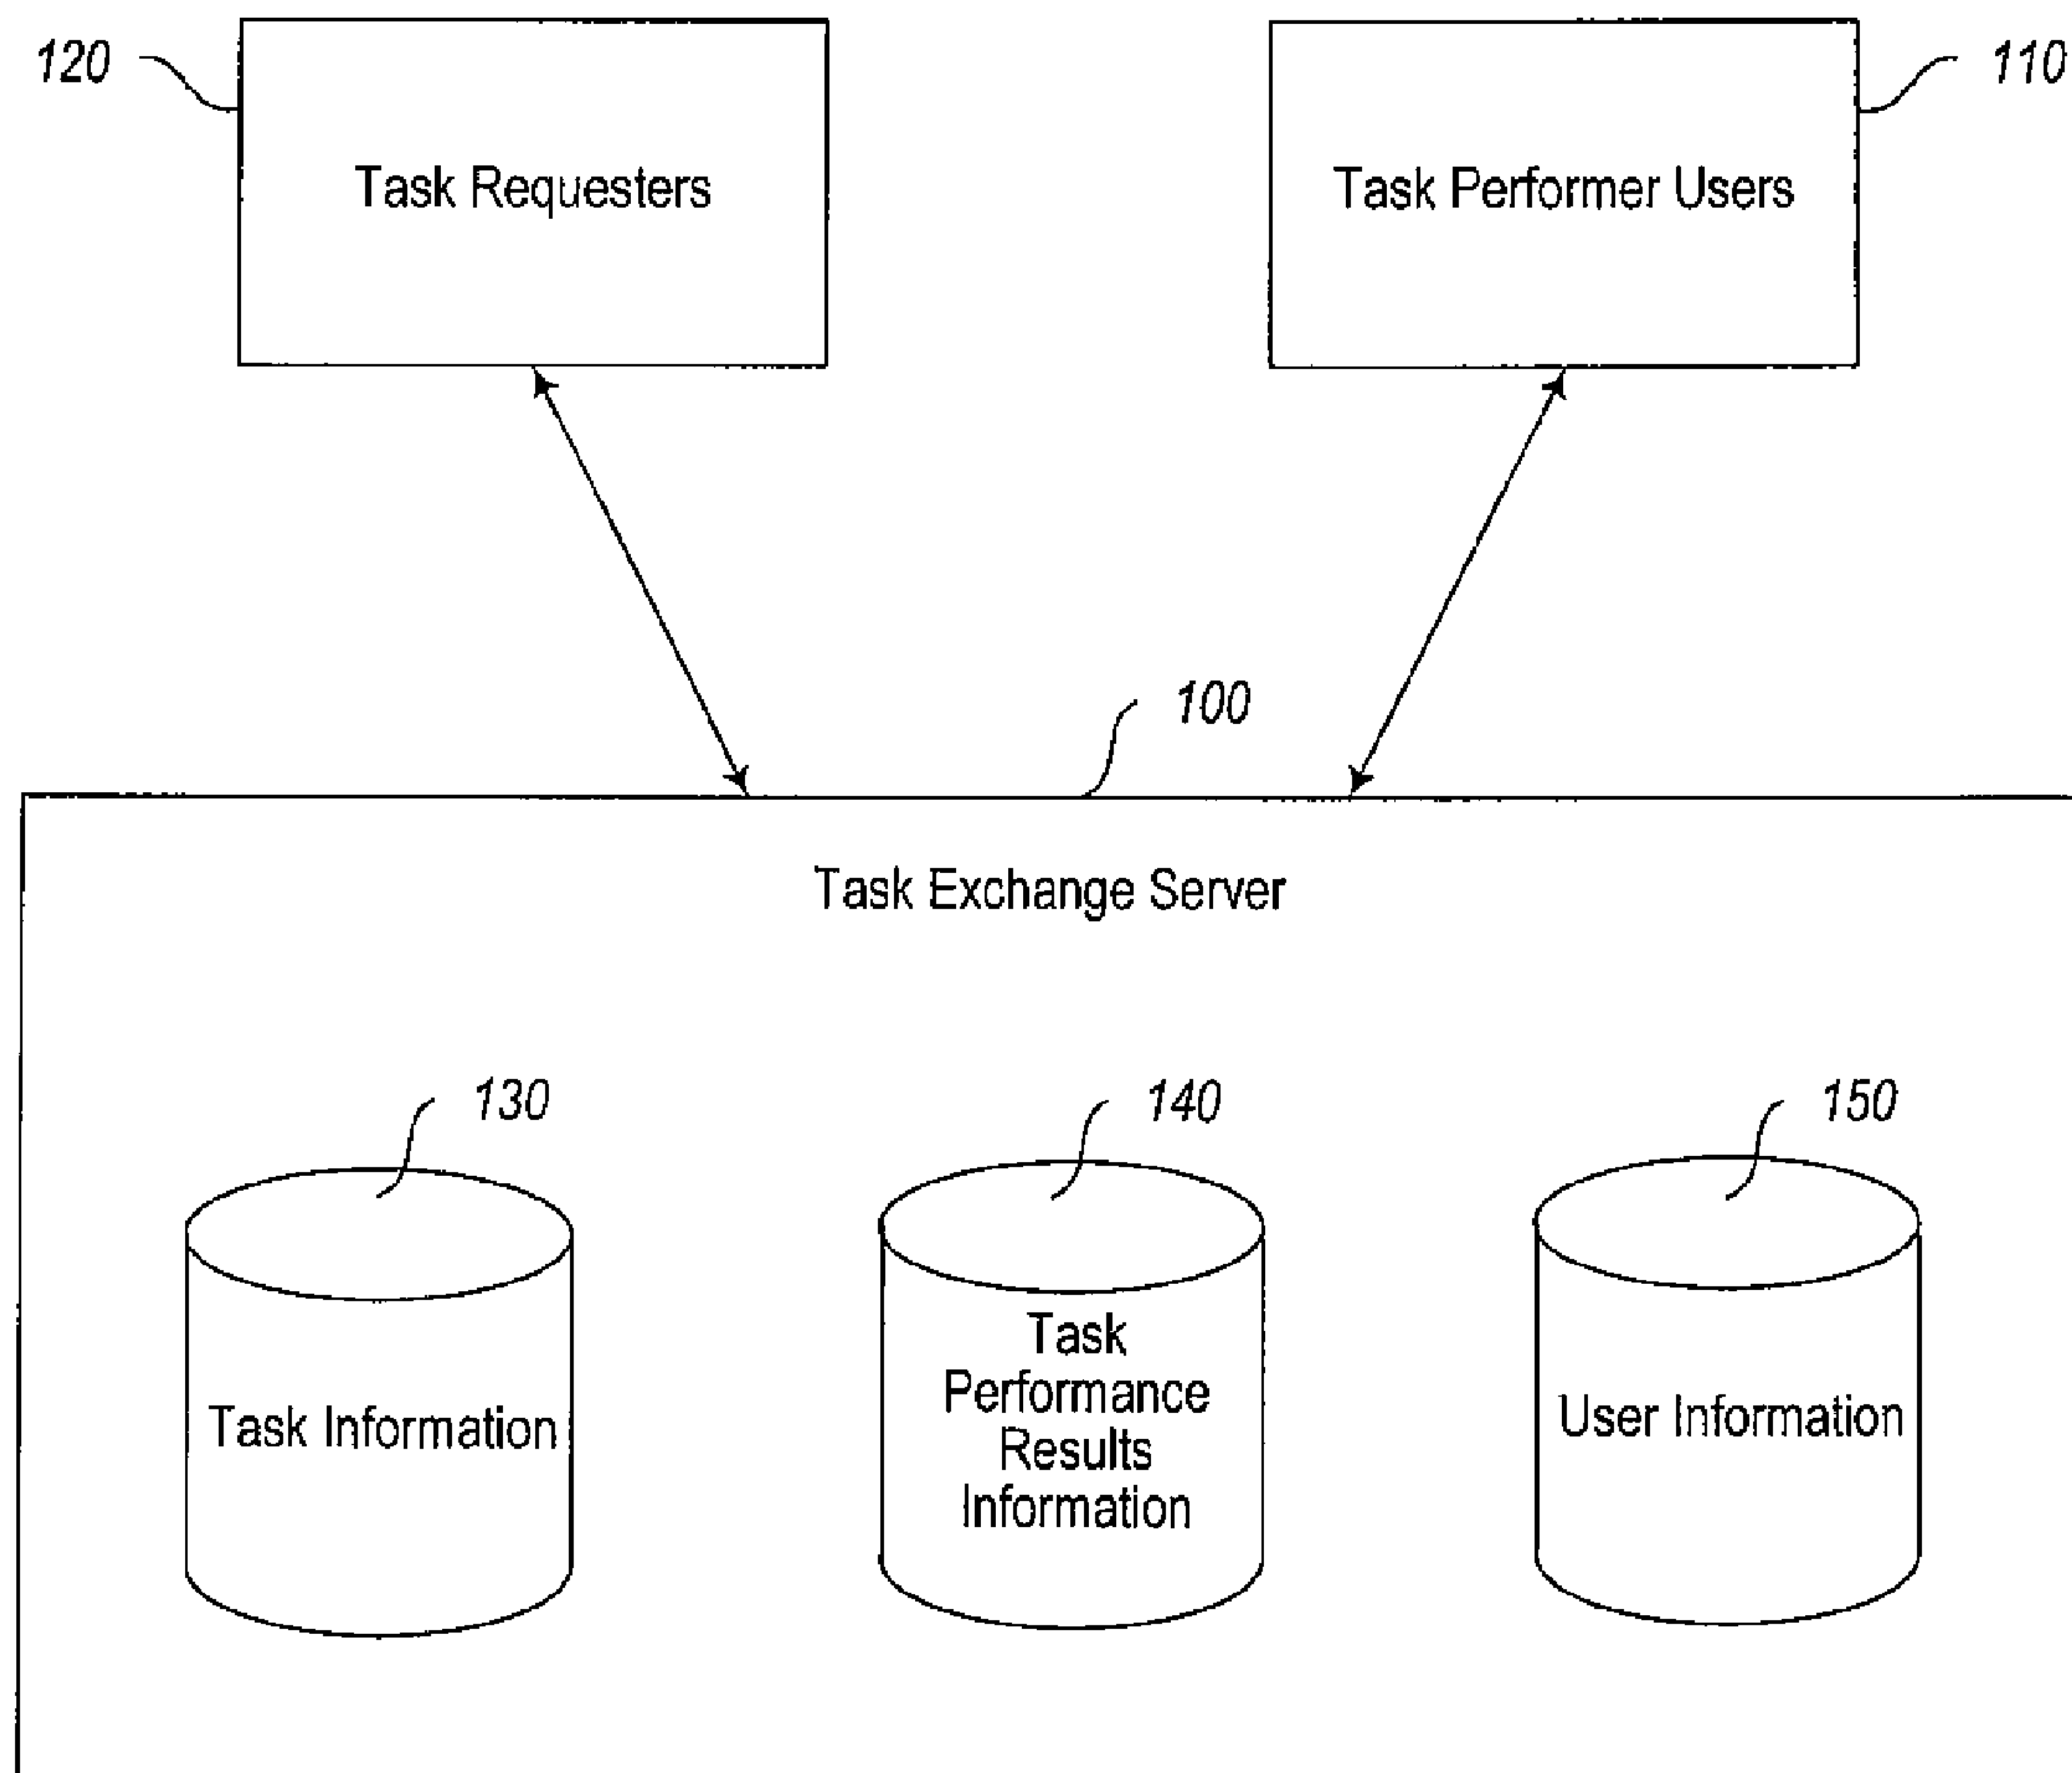 120
110
Task Requesters
Task Performer Users
100
Task Exchange Server
130
140
150
Task Information
Task
Performance
Results
Information
User Information